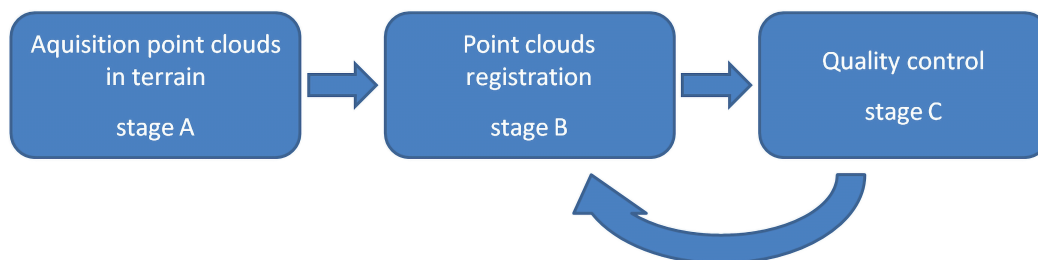 Aquisition point clouds
in terrain
stage A
Point clouds
registration
stage B
Quality control
stage C